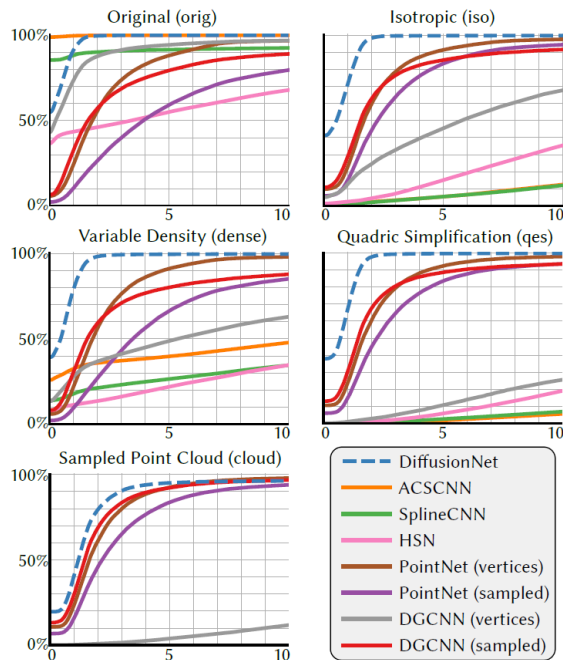 Original (orig)
Isotropic (iso)
100%
50%
0%
0
5
10
0
5
10
Variable Density (dense)
Quadric Simplification (qes)
100%
50%
0%
0
5
10
0
5
10
Sampled Point Cloud (cloud)
100%
50%
0%
0
5
10
DiffusionNet
ACSCNN
SplineCNN
HSN
PointNet (vertices)
PointNet (sampled)
DGCNN (vertices)
DGCNN (sampled)